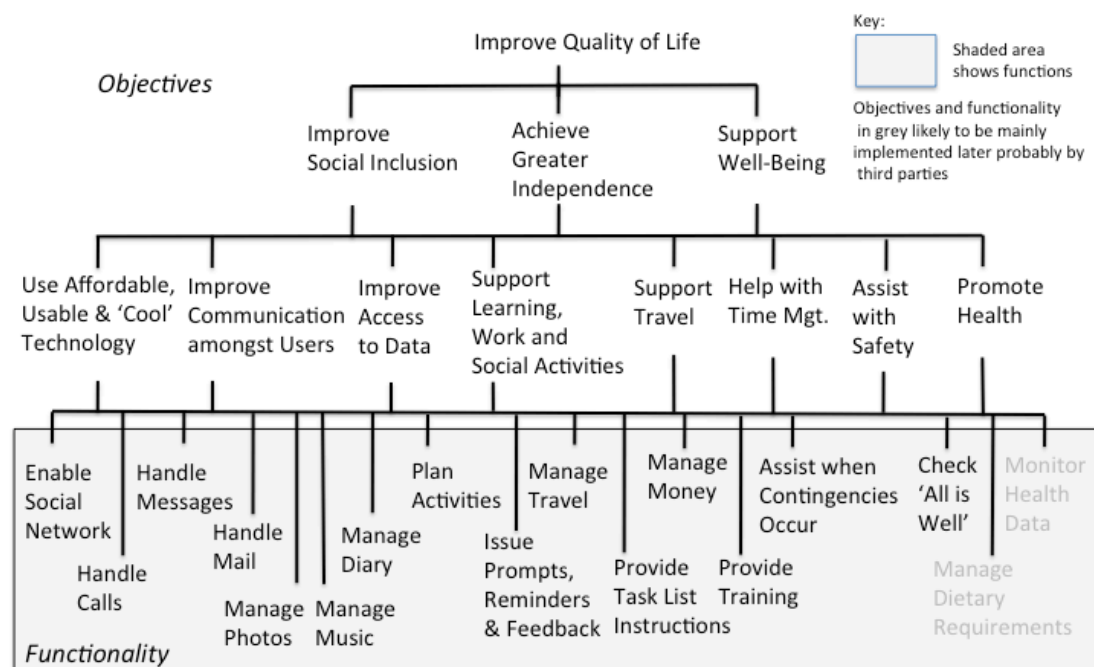 Key:
Improve Quality of Life
Shaded area
shows functions
Objectives
Objectives and functionality
in grey likely to be mainly
implemented later probably by
third parties
Improve
Social Inclusion
Achieve
Greater
Independence
Support
Well-Being
Use Affordable,
Usable & ‘Cool’
Technology
Improve
Communication
amongst Users
Improve
Access
to Data
Support
Learning,
Work and
Social Activities
Support
Travel
Help with
Time Mgt.
Assist
with
Safety
Promote
Health
Enable
Social
Network
Handle
Calls
Handle
Messages
Handle
Mail
Manage
Photos
Manage
Music
Manage
Diary
Plan
Activities
Issue
Prompts,
Reminders
& Feedback
Manage
Travel
Provide
Task List
Instructions
Manage
Money
Provide
Training
Assist when
Contingencies
Occur
Check
‘All is
Well’
Manage
Dietary
Requirements
Monitor
Health
Data
Functionality